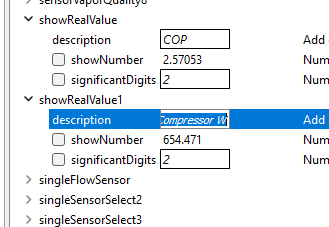 sensorVaporQuality8
showRealValue
description COP Add
showNumber 2.57053 Num
significantDigits 2 Num
showRealValue1
description Compressor W Add
showNumber 654.471 Num
significantDigits 2 Num
singleFlowSensor
singleSensorSelect2
singleSensorSelect3